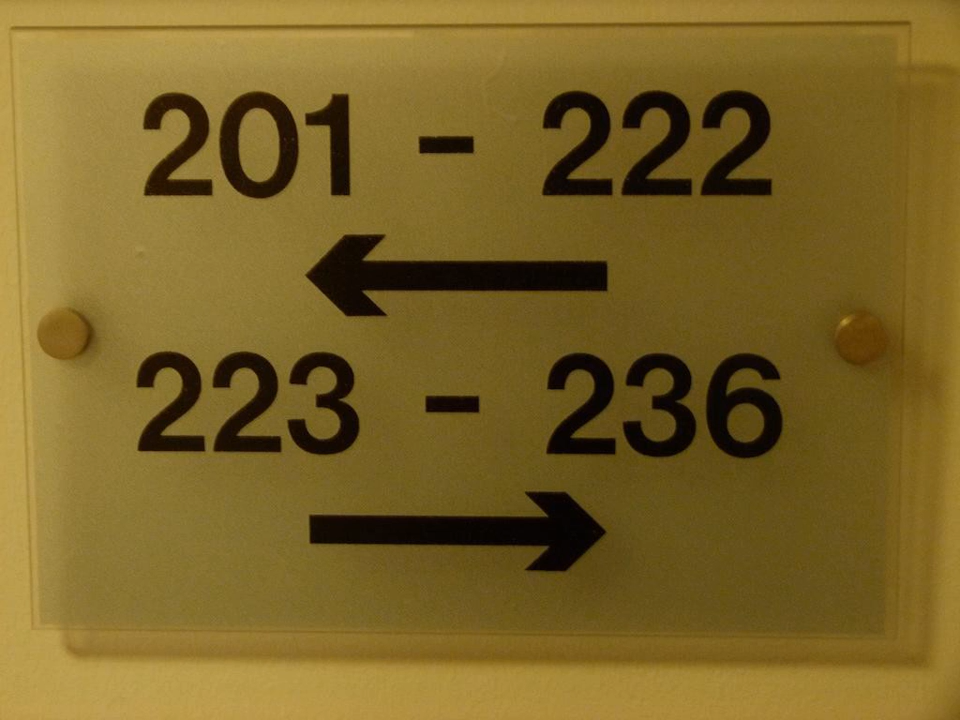 201 - 222
←
223 - 236
→